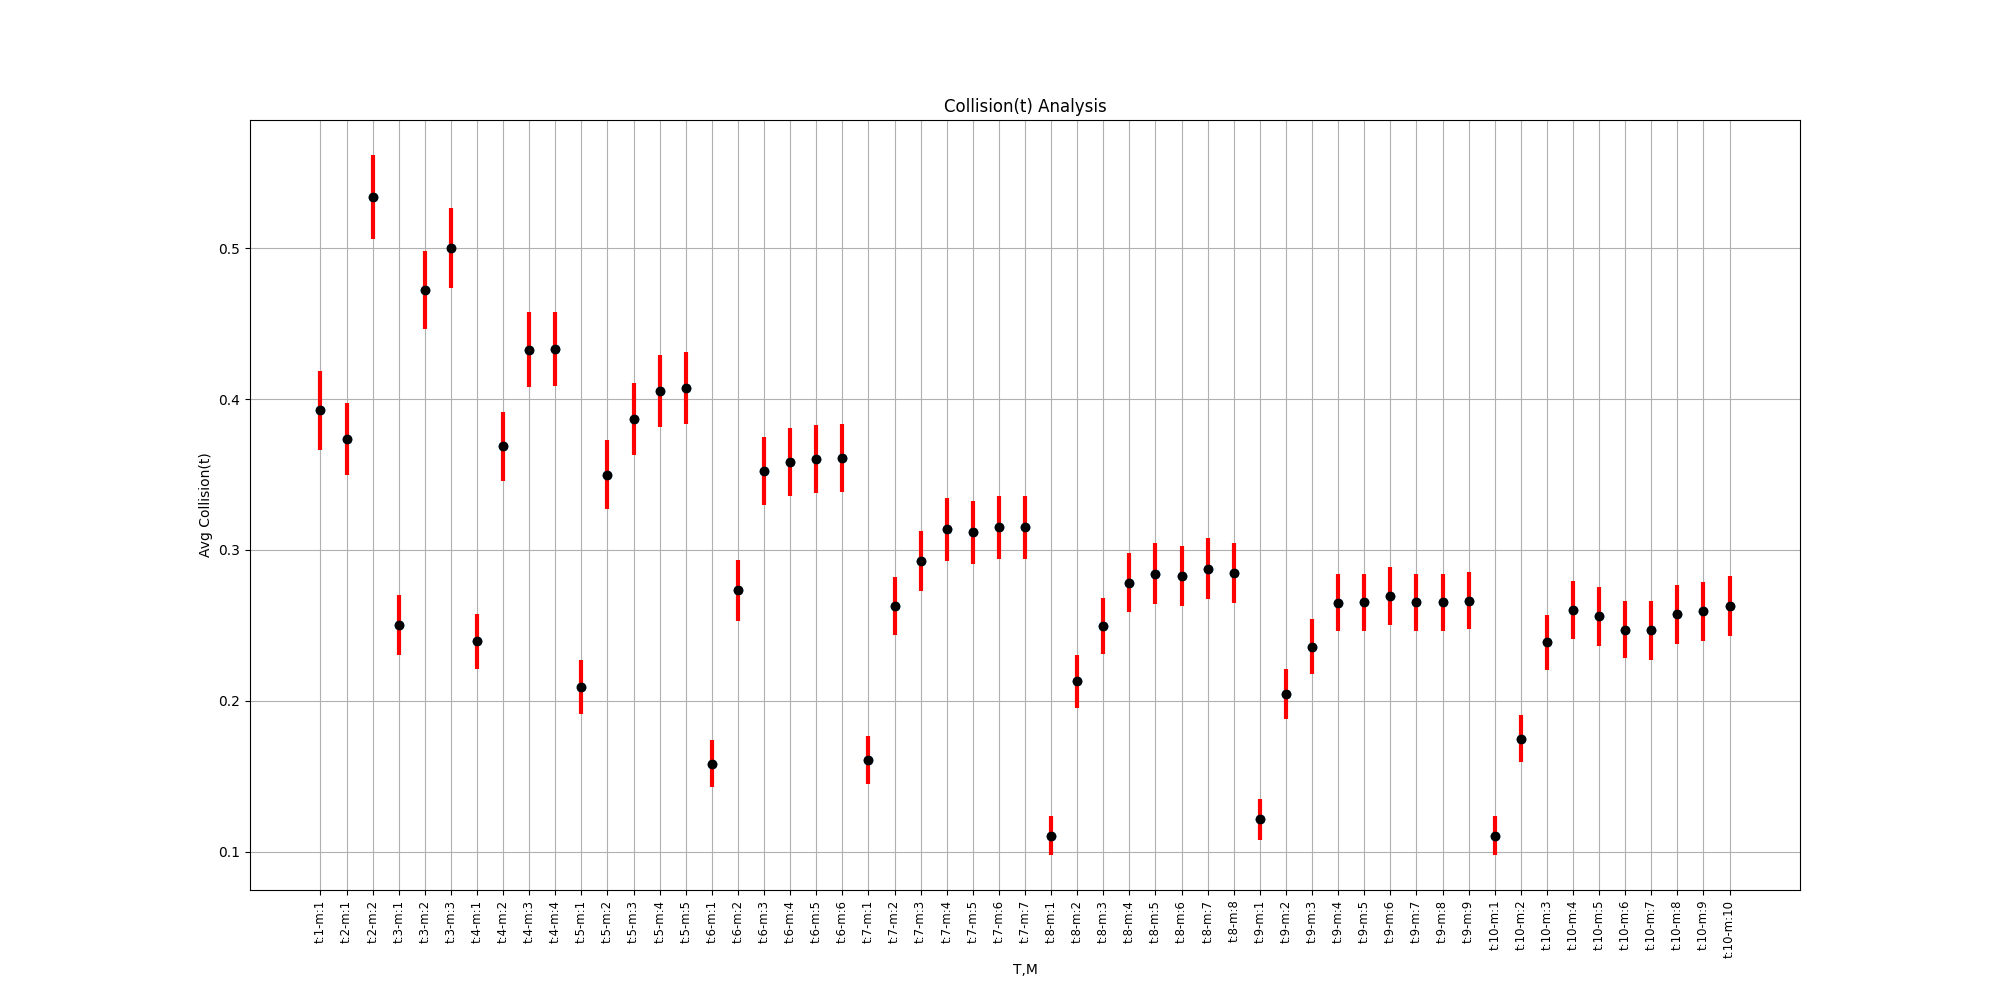 Collision(t) Analysis
Avg Collision(t)
0.5
0.4
0.3
0.2
0.1
t:1-m:1
t:2-m:1
t:2-m:2
t:3-m:1
t:3-m:2
t:3-m:3
t:4-m:1
t:4-m:2
t:4-m:3
t:4-m:4
t:5-m:1
t:5-m:2
t:5-m:3
t:5-m:4
t:5-m:5
t:6-m:1
t:6-m:2
t:6-m:3
t:6-m:4
t:6-m:5
t:6-m:6
t:7-m:1
t:7-m:2
t:7-m:3
t:7-m:4
t:7-m:5
t:7-m:6
t:7-m:7
t:8-m:1
t:8-m:2
t:8-m:3
t:8-m:4
t:8-m:5
t:8-m:6
t:8-m:7
t:8-m:8
t:9-m:1
t:9-m:2
t:9-m:3
t:9-m:4
t:9-m:5
t:9-m:6
t:9-m:7
t:9-m:8
t:9-m:9
t:10-m:1
t:10-m:2
t:10-m:3
t:10-m:4
t:10-m:5
t:10-m:6
t:10-m:7
t:10-m:8
t:10-m:9
t:10-m:10
T,M